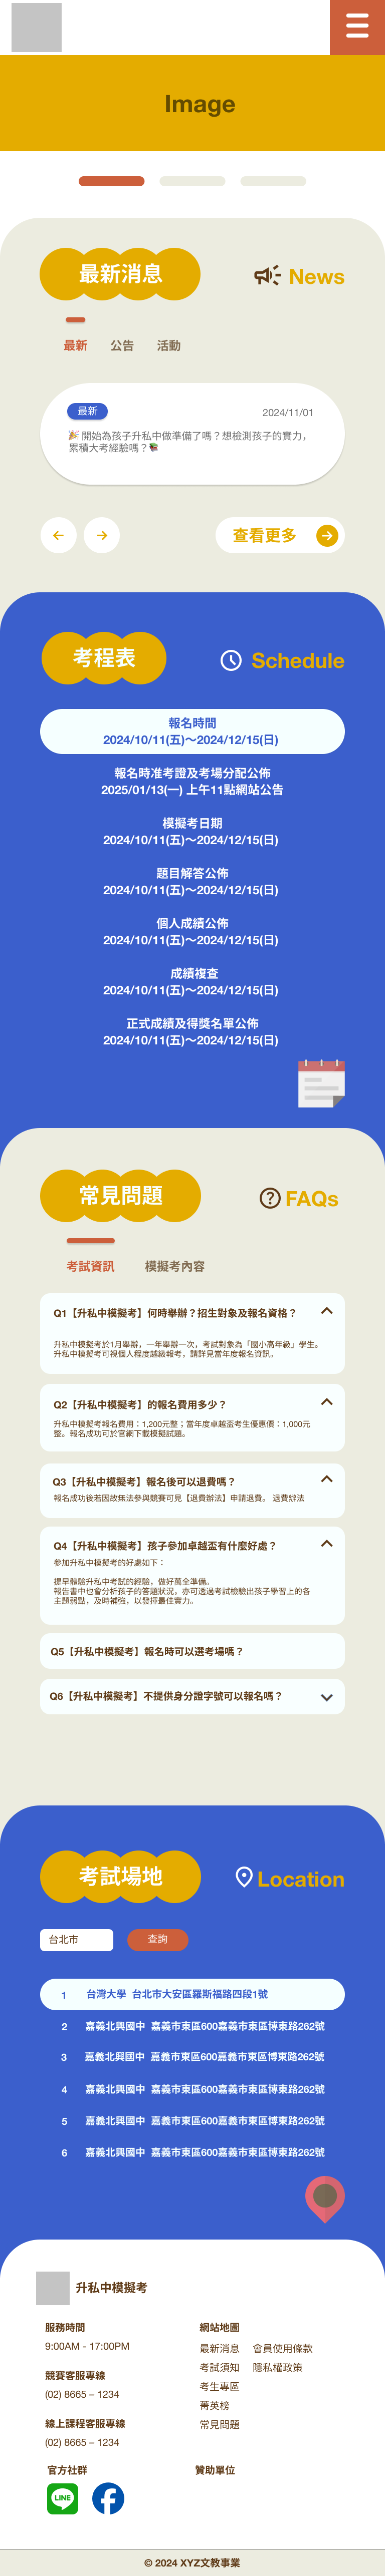 Image
最新消息
News
最新 公告 活動
最新 2024/11/01
🎉 開始為孩子升私中做準備了嗎？想檢測孩子的實力，
累積大考經驗嗎？📚
查看更多
考程表
Schedule
報名時間
2024/10/11(五)～2024/12/15(日)
報名時准考證及考場分配公佈
2025/01/13(一) 上午11點網站公告
模擬考日期
2024/10/11(五)～2024/12/15(日)
題目解答公佈
2024/10/11(五)～2024/12/15(日)
個人成績公佈
2024/10/11(五)～2024/12/15(日)
成績複查
2024/10/11(五)～2024/12/15(日)
正式成績及得獎名單公佈
2024/10/11(五)～2024/12/15(日)
常見問題
FAQs
考試資訊 模擬考內容
Q1【升私中模擬考】何時舉辦？招生對象及報名資格？
升私中模擬考於1月舉辦，一年舉辦一次，考試對象為「國小高年級」學生。
升私中模擬考可視個人程度越級報考，請詳見當年度報名資訊。
Q2【升私中模擬考】的報名費用多少？
升私中模擬考報名費用：1,200元整；當年度卓越盃考生優惠價：1,000元
整。報名成功可於官網下載模擬試題。
Q3【升私中模擬考】報名後可以退費嗎？
報名成功後若因故無法參與競賽可見【退費辦法】申請退費。 退費辦法
Q4【升私中模擬考】孩子參加卓越盃有什麼好處？
參加升私中模擬考的好處如下：
提早體驗升私中考試的經驗，做好萬全準備。
報告書中也會分析孩子的答題狀況，亦可透過考試檢驗出孩子學習上的各
主題弱點，及時補強，以發揮最佳實力。
Q5【升私中模擬考】報名時可以選考場嗎？
Q6【升私中模擬考】不提供身分證字號可以報名嗎？
考試場地
Location
台北市 查詢
1 台灣大學 台北市大安區羅斯福路四段1號
2 嘉義北興國中 嘉義市東區600嘉義市東區博東路262號
3 嘉義北興國中 嘉義市東區600嘉義市東區博東路262號
4 嘉義北興國中 嘉義市東區600嘉義市東區博東路262號
5 嘉義北興國中 嘉義市東區600嘉義市東區博東路262號
6 嘉義北興國中 嘉義市東區600嘉義市東區博東路262號
升私中模擬考
服務時間
9:00AM - 17:00PM
競賽客服專線
(02) 8665 – 1234
線上課程客服專線
(02) 8665 – 1234
網站地圖
最新消息 會員使用條款
考試須知 隱私權政策
考生專區
菁英榜
常見問題
官方社群
LINE
贊助單位
© 2024 XYZ文教事業